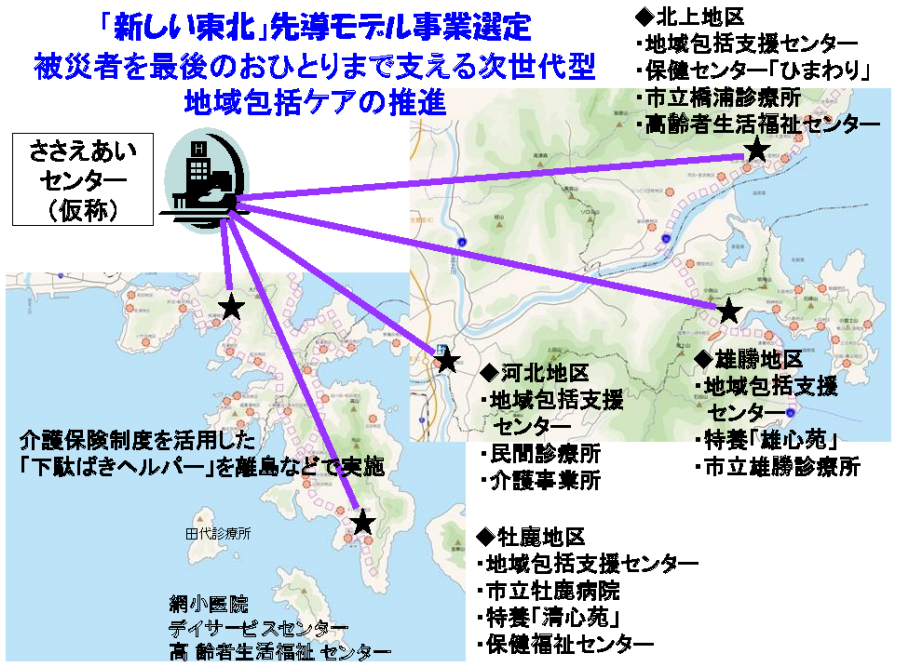 「新しい東北」先導モデル事業選定
被災者を最後のおひとりまで支える次世代型
地域包括ケアの推進
ささえあい
センター
（仮称）
◆北上地区
・地域包括支援センター
・保健センター「ひまわり」
・市立橋浦診療所
・高齢者生活福祉センター
◆河北地区
・地域包括支援
センター
・民間診療所
・介護事業所
◆雄勝地区
・地域包括支援
センター
・特養「雄心苑」
・市立雄勝診療所
介護保険制度を活用した
「下駄ばきヘルパー」を離島などで実施
田代診療所
網小医院
デイサービスセンター
高 齢者生活福祉 センター
◆牡鹿地区
・地域包括支援センター
・市立牡鹿病院
・特養「清心苑」
・保健福祉センター